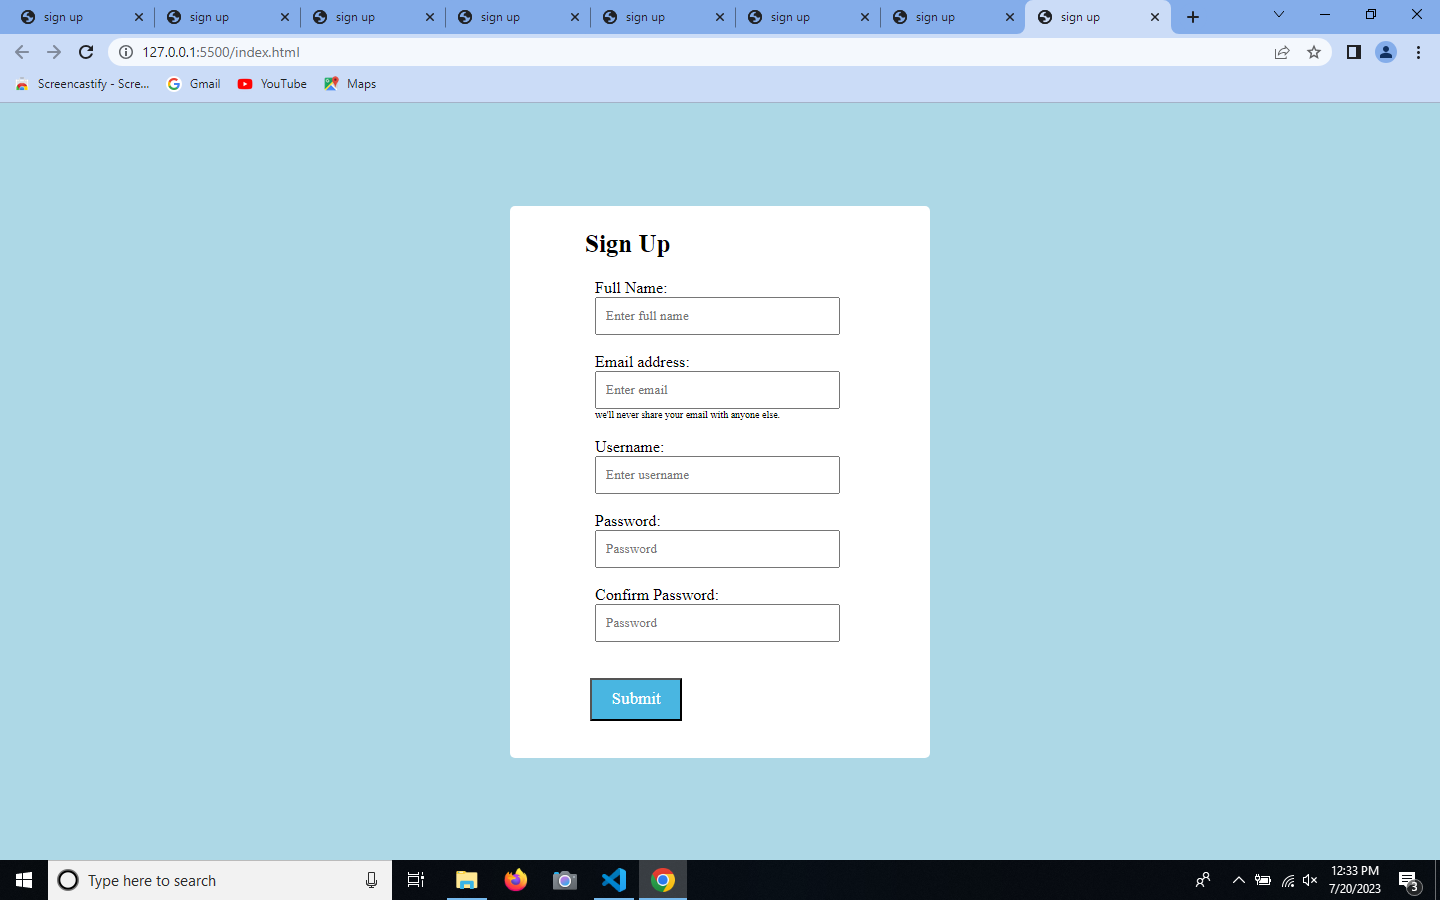 sign up
sign up
sign up
sign up
sign up
sign up
sign up
sign up
127.0.0.1:5500/index.html
Screencastify - Scre...
Gmail
YouTube
Maps
Sign Up
Full Name:
Enter full name
Email address:
Enter email
we'll never share your email with anyone else.
Username:
Enter username
Password:
Password
Confirm Password:
Password
Submit
Type here to search
12:33 PM
7/20/2023
3